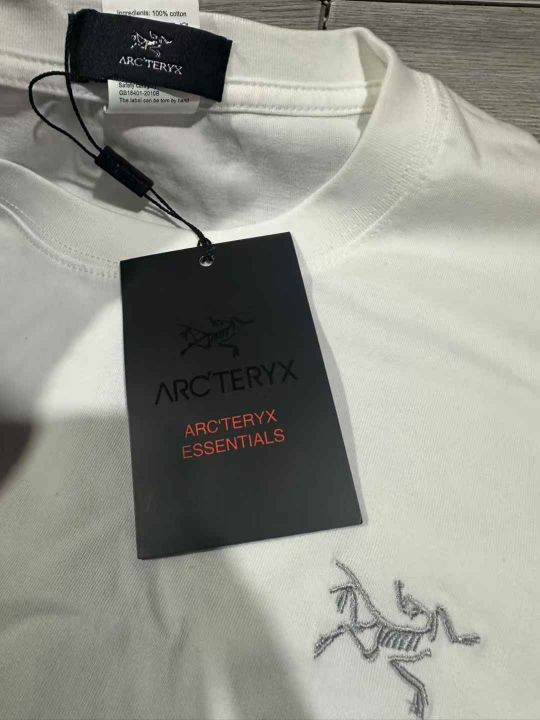 Ingredients: 100% cotton
ARC'TERYX
GB18401-2010B
The label can be torn by hand
ARC'TERYX
ARC'TERYX
ESSENTIALS